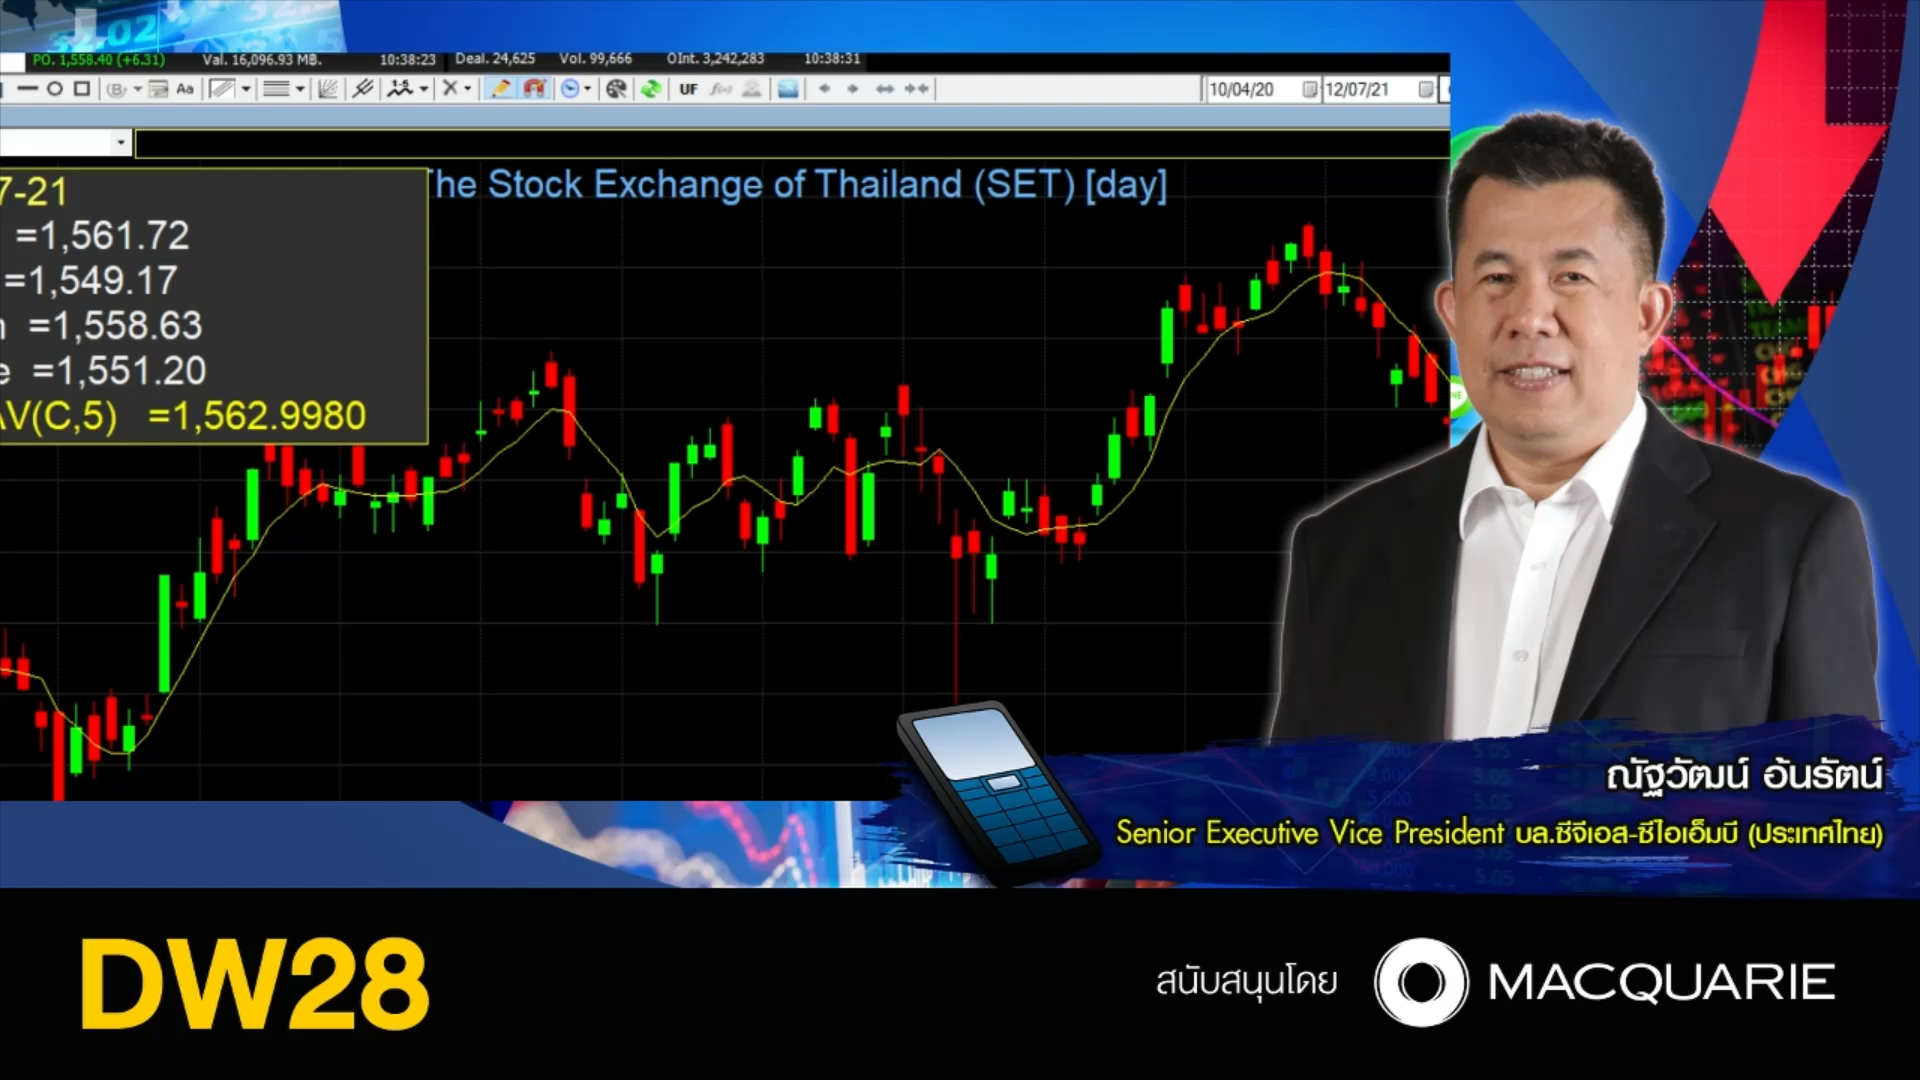 PO. 1,558.40 (+6.31) Val. 16,096.93 MB. 10:38:23 Deal. 24,625 Vol. 99,666 OInt. 3,242,283 10:38:31
Aa 1-5 UF 10/04/20 12/07/21
The Stock Exchange of Thailand (SET) [day]
7-21
=1,561.72
=1,549.17
=1,558.63
=1,551.20
AV(C,5) =1,562.9980
ณัฐวัฒน์ อ้นรัตน์
Senior Executive Vice President บล.ซีจีเอส-ซีไอเอ็มบี (ประเทศไทย)
DW28
สนับสนุนโดย MACQUARIE